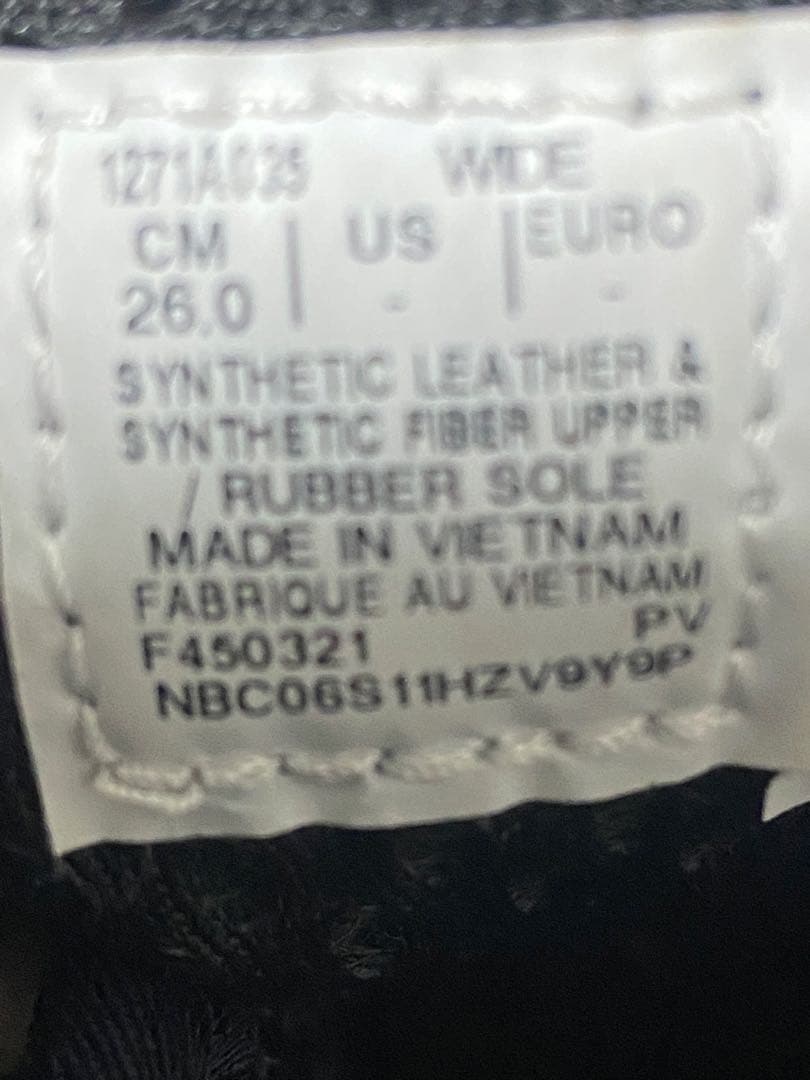 1271A035 WIDE
CM | US | EURO
26.0 - -
SYNTHETIC LEATHER &
SYNTHETIC FIBER UPPER
/ RUBBER SOLE
MADE IN VIETNAM
FABRIQUE AU VIETNAM
F450321 PV
NBC06S11HZV9Y9P